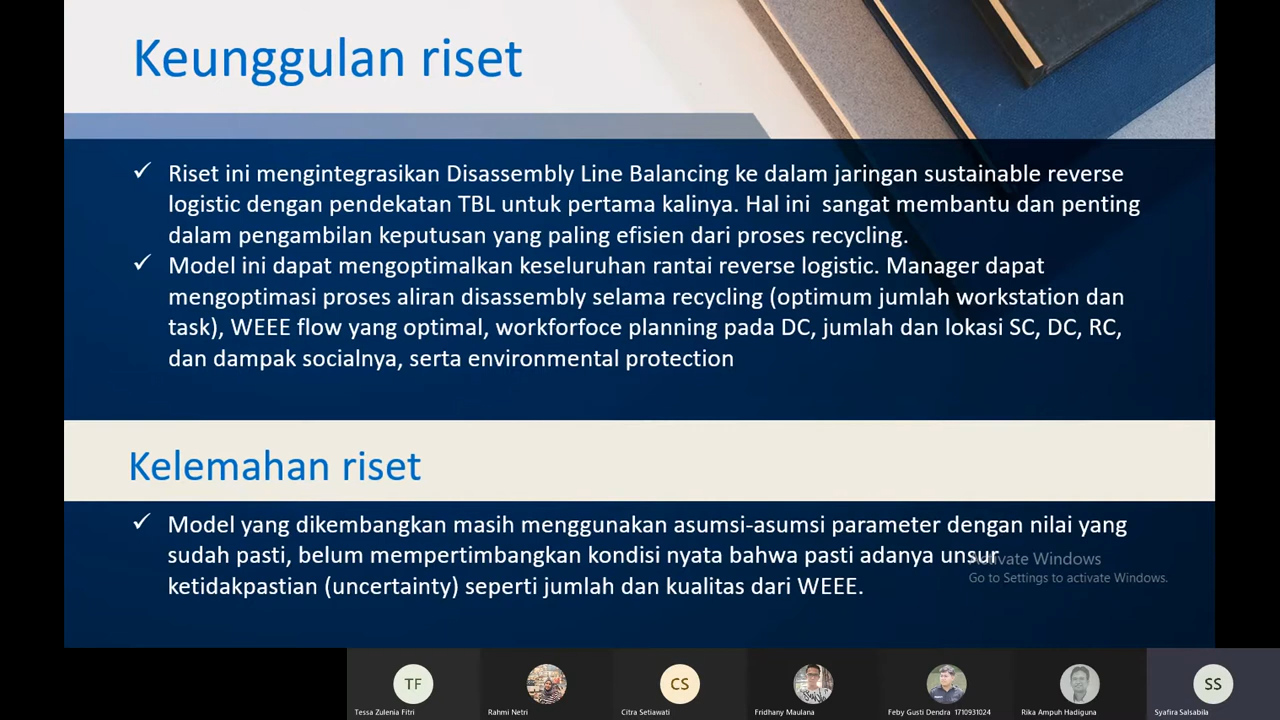 Keunggulan riset
✓ Riset ini mengintegrasikan Disassembly Line Balancing ke dalam jaringan sustainable reverse
logistic dengan pendekatan TBL untuk pertama kalinya. Hal ini sangat membantu dan penting
dalam pengambilan keputusan yang paling efisien dari proses recycling.
✓ Model ini dapat mengoptimalkan keseluruhan rantai reverse logistic. Manager dapat
mengoptimasi proses aliran disassembly selama recycling (optimum jumlah workstation dan
task), WEEE flow yang optimal, workforfoce planning pada DC, jumlah dan lokasi SC, DC, RC,
dan dampak socialnya, serta environmental protection
Kelemahan riset
✓ Model yang dikembangkan masih menggunakan asumsi-asumsi parameter dengan nilai yang
sudah pasti, belum mempertimbangkan kondisi nyata bahwa pasti adanya unsur
ketidakpastian (uncertainty) seperti jumlah dan kualitas dari WEEE.
Activate Windows
Go to Settings to activate Windows.
TF
CS
SS
Tessa Zulenia Fitri
Rahmi Netri
Citra Setiawati
Fridhany Maulana
Feby Gusti Dendra 1710931024
Rika Ampuh Hadiguna
Syafira Salsabila